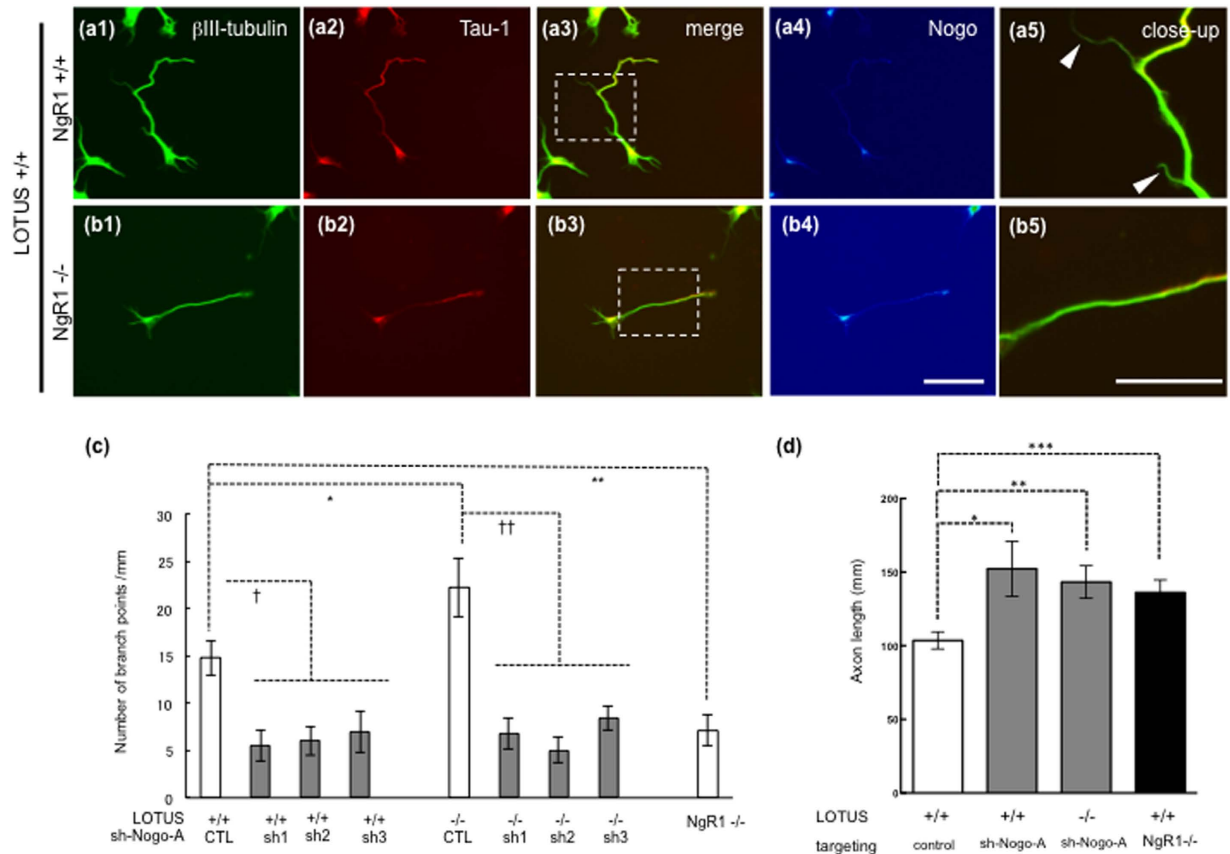 (a1) βIII-tubulin
(a2) Tau-1
(a3) merge
(a4) Nogo
(a5) close-up
LOTUS +/+
NgR1 +/+
(b1)
(b2)
(b3)
(b4)
(b5)
NgR1 -/-
(c)
**
*
††
†
Number of branch points /mm
30
25
20
15
10
5
0
LOTUS +/+ +/+ +/+ +/+ -/- -/- -/- -/- NgR1 -/-
sh-Nogo-A CTL sh1 sh2 sh3 CTL sh1 sh2 sh3
(d)
***
**
*
Axon length (mm)
200
150
100
50
0
LOTUS +/+ +/+ -/- +/+
targeting control sh-Nogo-A sh-Nogo-A NgR1-/-